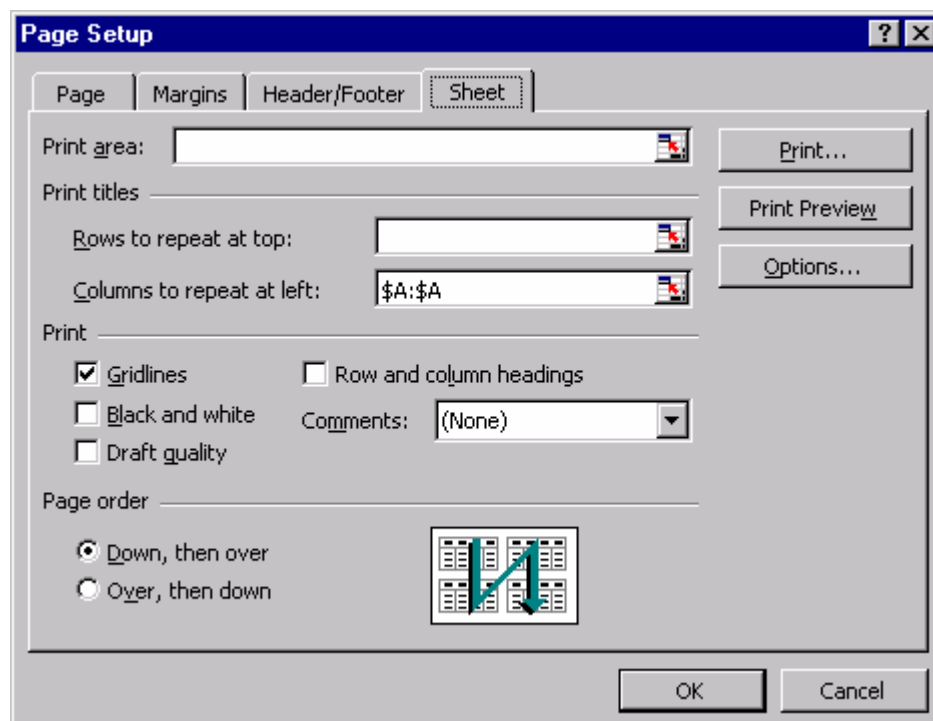 Page Setup
Page Margins Header/Footer Sheet
Print area:
Print...
Print titles
Print Preview
Rows to repeat at top:
Options...
Columns to repeat at left: $A:$A
Print
Gridlines Row and column headings
Black and white Comments: (None)
Draft quality
Page order
Down, then over
Over, then down
OK Cancel